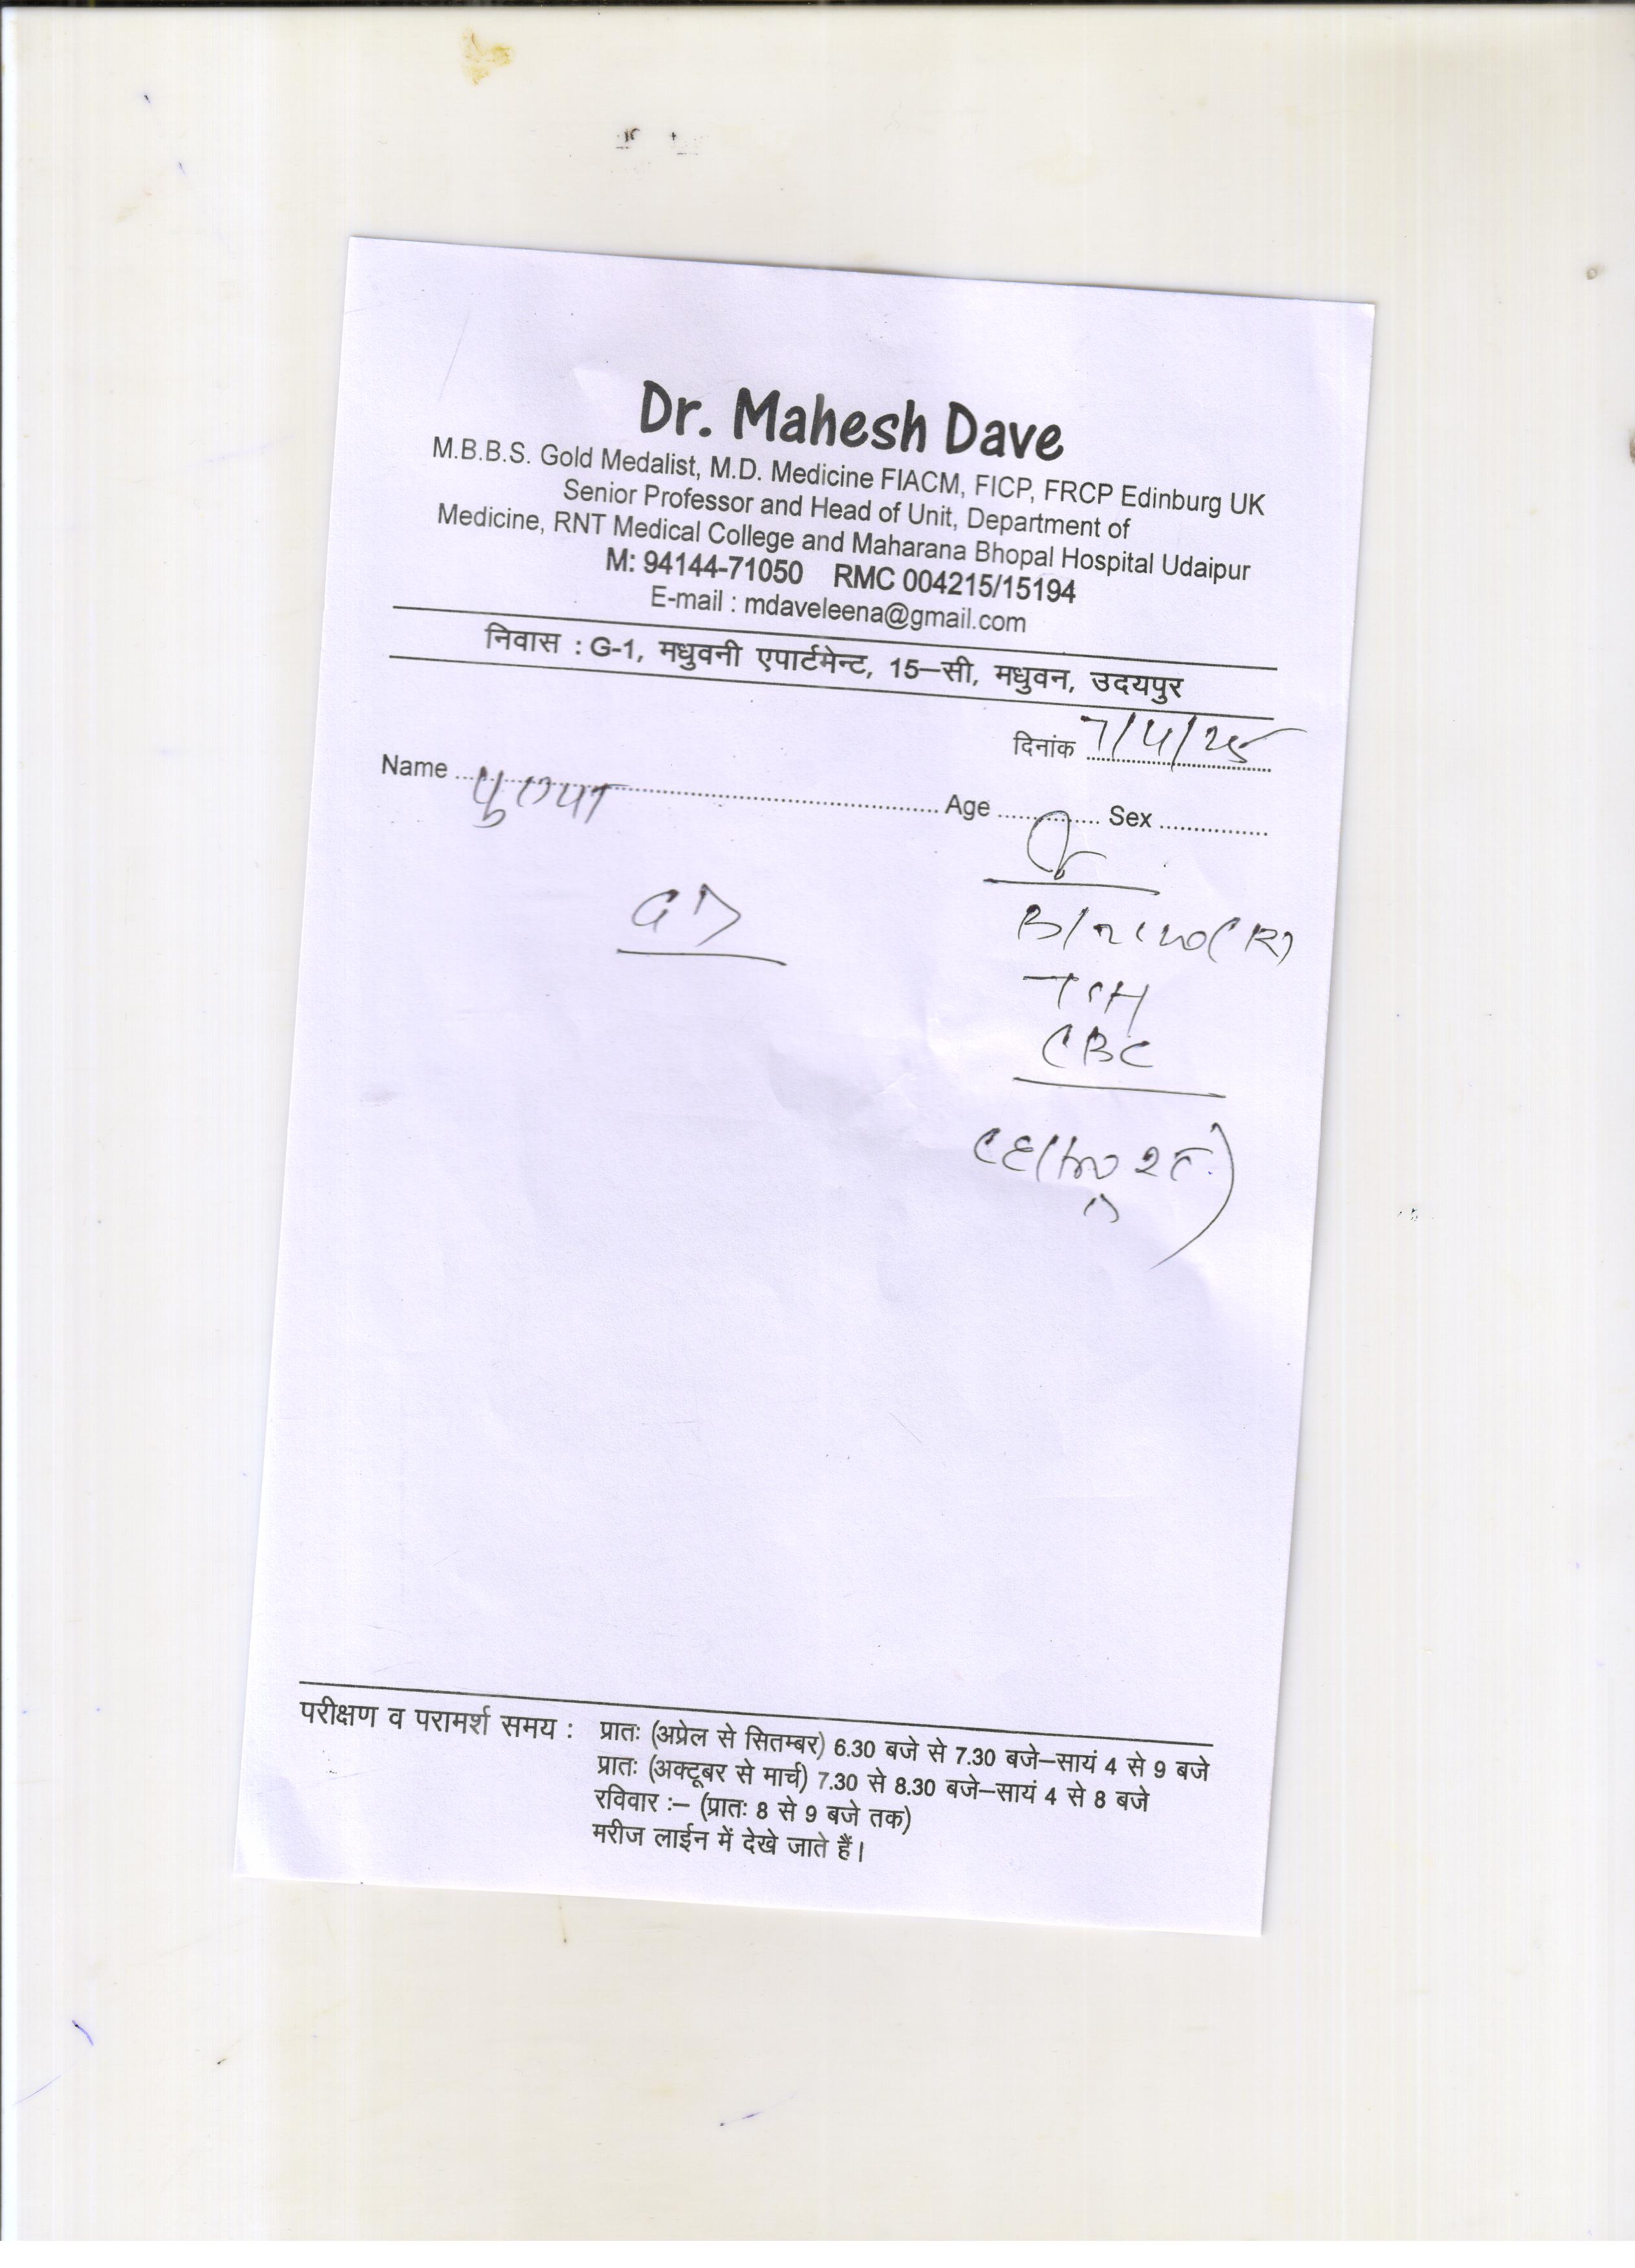 Dr. Mahesh Dave
M.B.B.S. Gold Medalist, M.D. Medicine FIACM, FICP, FRCP Edinburg UK
Senior Professor and Head of Unit, Department of
Medicine, RNT Medical College and Maharana Bhopal Hospital Udaipur
M: 94144-71050 RMC 004215/15194
E-mail : mdaveleena@gmail.com
निवास : G-1, मधुवनी एपार्टमेन्ट, 15–सी, मधुवन, उदयपुर
दिनांक 7/4/25
Name Age Sex
GD
TSH
CBC
परीक्षण व परामर्श समय : प्रातः (अप्रेल से सितम्बर) 6.30 बजे से 7.30 बजे–सायं 4 से 9 बजे
प्रातः (अक्टूबर से मार्च) 7.30 से 8.30 बजे–सायं 4 से 8 बजे
रविवार :– (प्रातः 8 से 9 बजे तक)
मरीज लाईन में देखे जाते हैं।